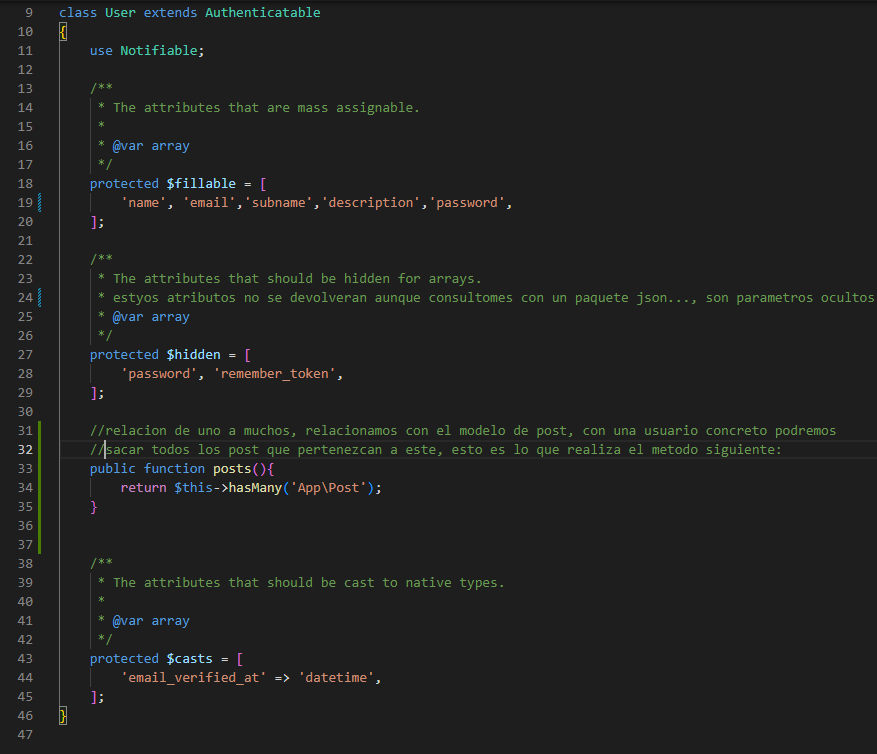 9 class User extends Authenticatable
10 {
11 use Notifiable;
12
13 /**
14 * The attributes that are mass assignable.
15 *
16 * @var array
17 */
18 protected $fillable = [
19 'name', 'email','subname','description','password',
20 ];
21
22 /**
23 * The attributes that should be hidden for arrays.
24 * estyos atributos no se devolveran aunque consultomes con un paquete json..., son parametros ocultos
25 * @var array
26 */
27 protected $hidden = [
28 'password', 'remember_token',
29 ];
30
31 //relacion de uno a muchos, relacionamos con el modelo de post, con una usuario concreto podremos
32 //sacar todos los post que pertenezcan a este, esto es lo que realiza el metodo siguiente:
33 public function posts(){
34 return $this->hasMany('App\Post');
35 }
36
37
38 /**
39 * The attributes that should be cast to native types.
40 *
41 * @var array
42 */
43 protected $casts = [
44 'email_verified_at' => 'datetime',
45 ];
46 }
47